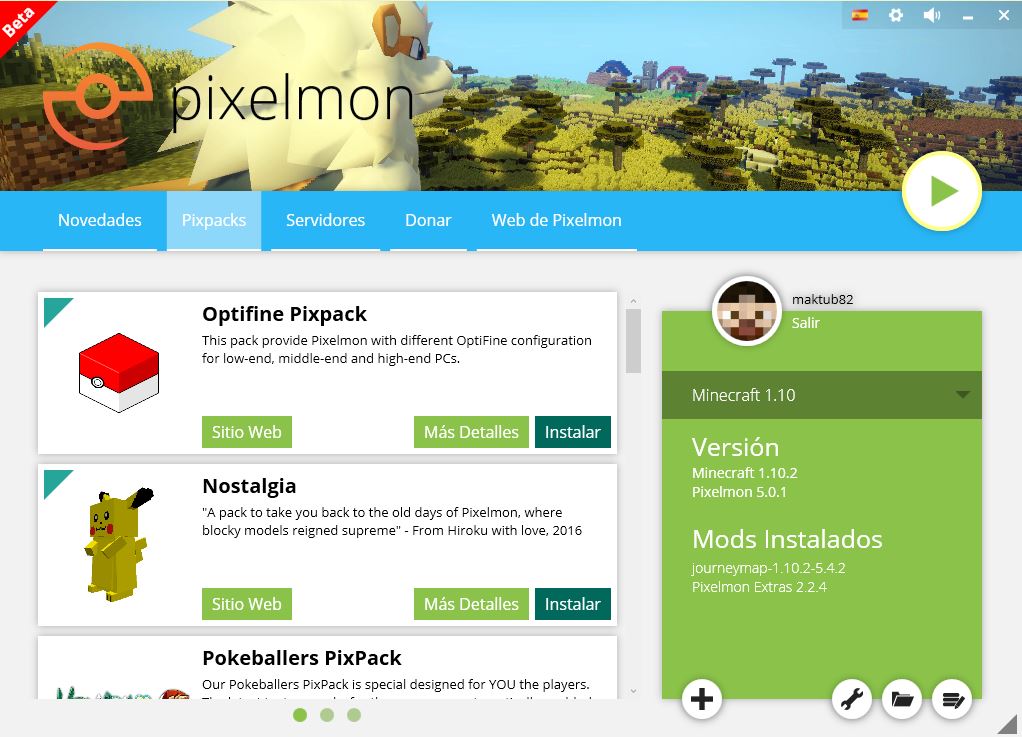 Beta
pixelmon
Novedades
Pixpacks
Servidores
Donar
Web de Pixelmon
Optifine Pixpack
This pack provide Pixelmon with different OptiFine configuration
for low-end, middle-end and high-end PCs.
Sitio Web
Más Detalles
Instalar
Nostalgia
"A pack to take you back to the old days of Pixelmon, where
blocky models reigned supreme" - From Hiroku with love, 2016
Sitio Web
Más Detalles
Instalar
Pokeballers PixPack
Our Pokeballers PixPack is special designed for YOU the players.
maktub82
Salir
Minecraft 1.10
Versión
Minecraft 1.10.2
Pixelmon 5.0.1
Mods Instalados
journeymap-1.10.2-5.4.2
Pixelmon Extras 2.2.4